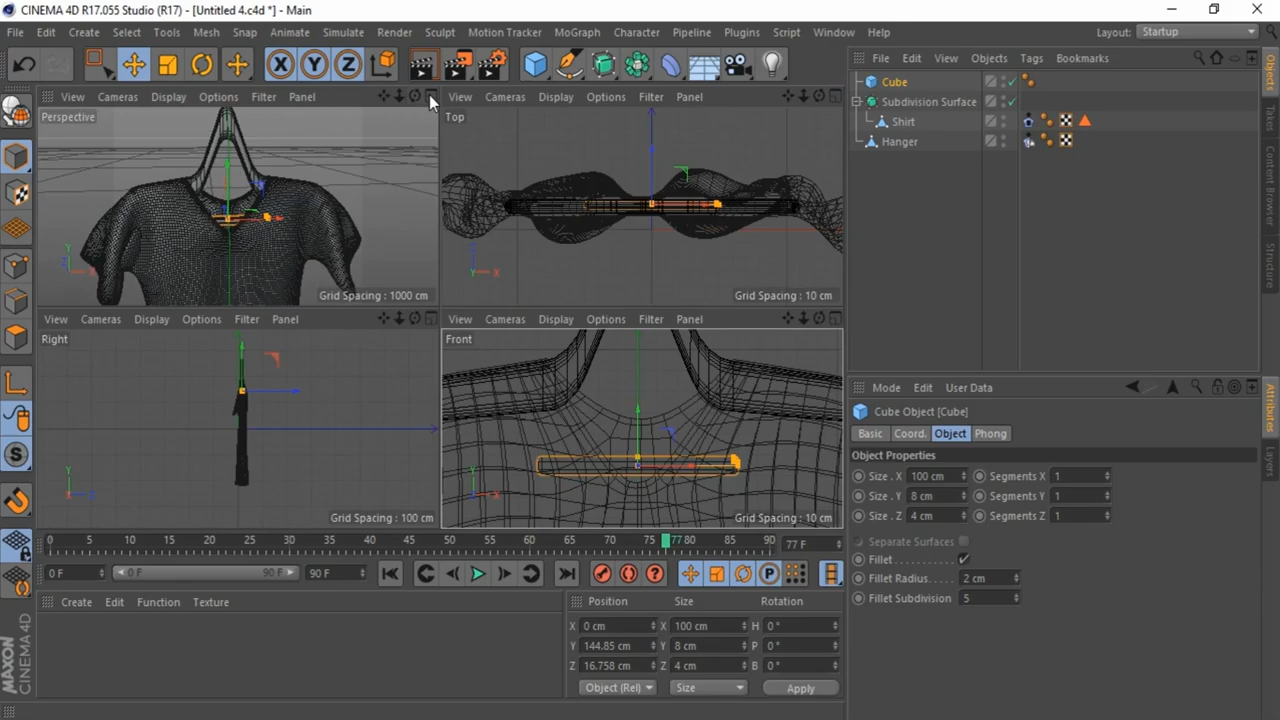 CINEMA 4D R17.055 Studio (R17) - [Untitled 4.c4d *] - Main
File Edit Create Select Tools Mesh Snap Animate Simulate Render Sculpt Motion Tracker MoGraph Character Pipeline Plugins Script Window Help Layout: Startup
X Y Z
File Edit View Objects Tags Bookmarks
View Cameras Display Options Filter Panel
View Cameras Display Options Filter Panel
Perspective
Top
Cube
Subdivision Surface
Shirt
Hanger
Grid Spacing : 1000 cm
Grid Spacing : 10 cm
View Cameras Display Options Filter Panel
View Cameras Display Options Filter Panel
Right
Front
Grid Spacing : 100 cm
Grid Spacing : 10 cm
Objects
Takes
Content Browser
Structure
Mode Edit User Data
Cube Object [Cube]
Basic Coord. Object Phong
Object Properties
Size . X 100 cm Segments X 1
Size . Y 8 cm Segments Y 1
Size . Z 4 cm Segments Z 1
Separate Surfaces
Fillet . . . . . . . . . . .
Fillet Radius. . . . . 2 cm
Fillet Subdivision 5
Attributes
Layers
0 5 10 15 20 25 30 35 40 45 50 55 60 65 70 75 77 80 85 90 77 F
0 F 0 F 90 F 90 F
P
Create Edit Function Texture
Position Size Rotation
X 0 cm X 100 cm H 0 °
Y 144.85 cm Y 8 cm P 0 °
Z 16.758 cm Z 4 cm B 0 °
Object (Rel) Size Apply
MAXON
CINEMA 4D